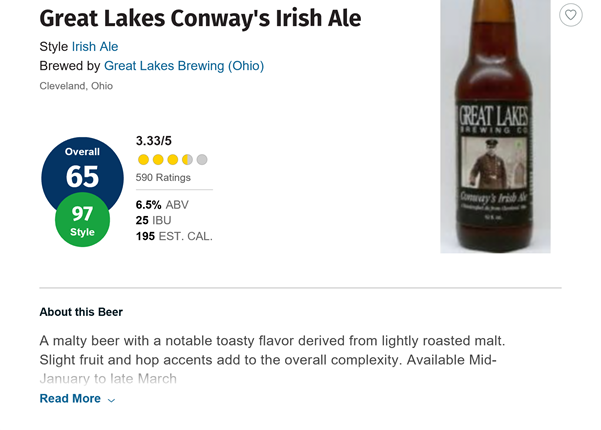 Great Lakes Conway's Irish Ale
Style Irish Ale
Brewed by Great Lakes Brewing (Ohio)
Cleveland, Ohio
Overall
65
97
Style
3.33/5
590 Ratings
6.5% ABV
25 IBU
195 EST. CAL.
GREAT LAKES
BREWING CO
Conway's Irish Ale
About this Beer
A malty beer with a notable toasty flavor derived from lightly roasted malt.
Slight fruit and hop accents add to the overall complexity. Available Mid-
January to late March
Read More